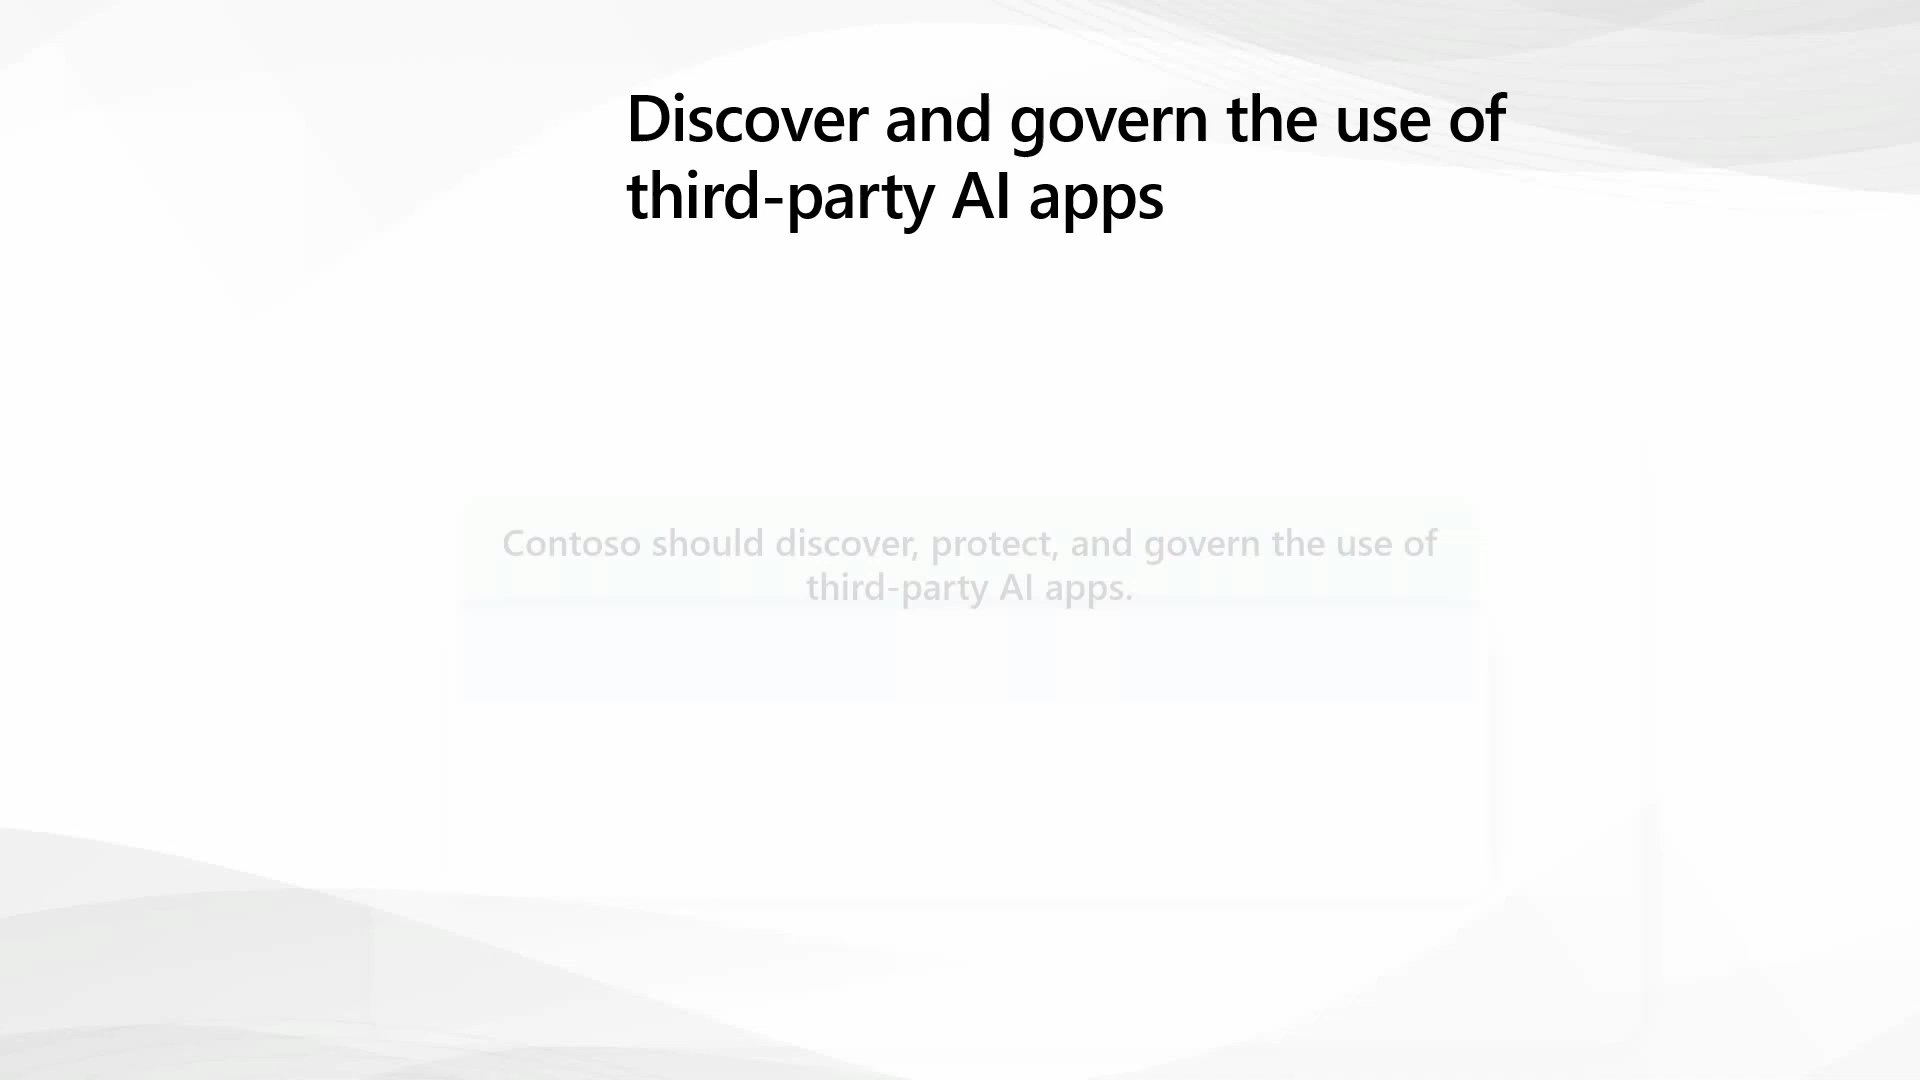 Discover and govern the use of
third-party AI apps
Contoso should discover, protect, and govern the use of
third-party AI apps.